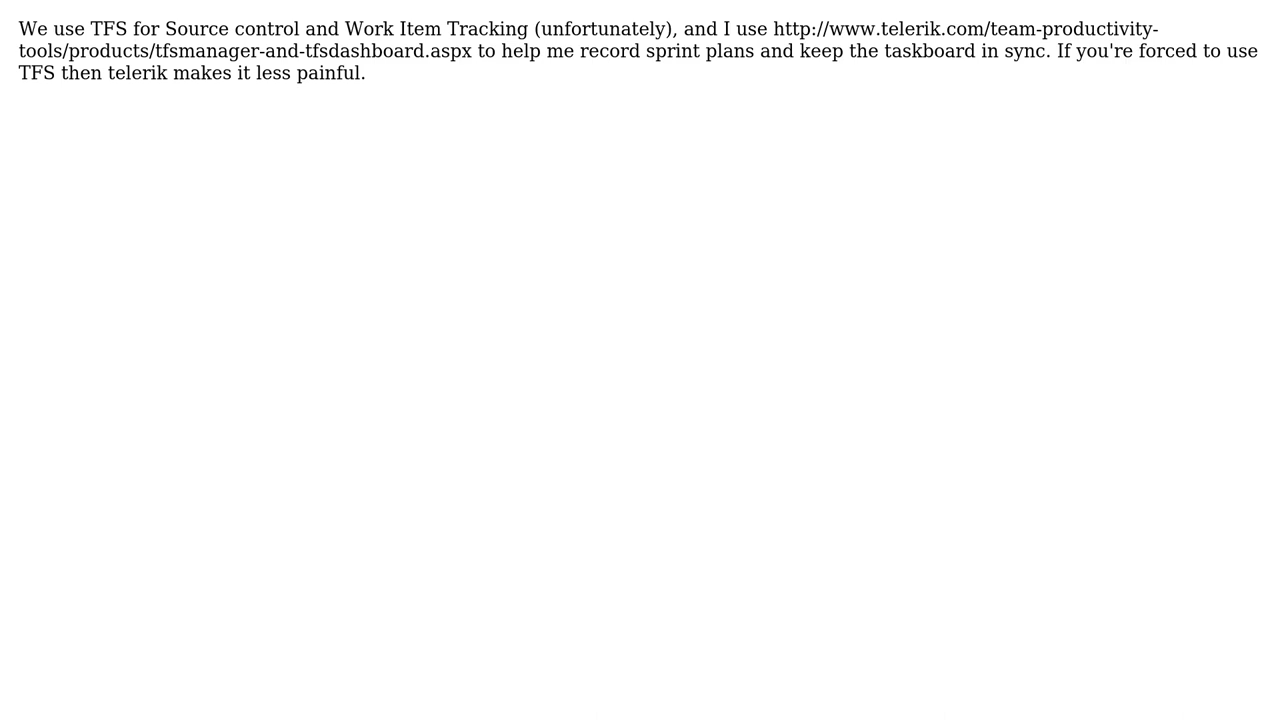 We use TFS for Source control and Work Item Tracking (unfortunately), and I use http://www.telerik.com/team-productivity-
tools/products/tfsmanager-and-tfsdashboard.aspx to help me record sprint plans and keep the taskboard in sync. If you're forced to use
TFS then telerik makes it less painful.